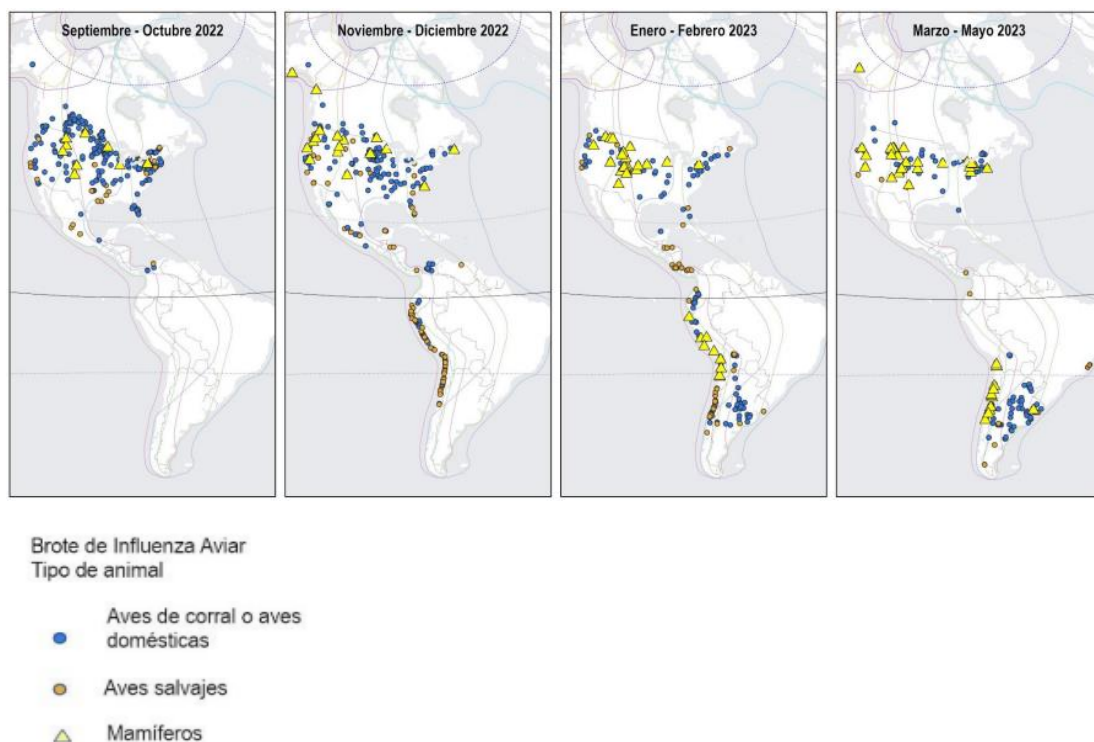 Septiembre - Octubre 2022
Noviembre - Diciembre 2022
Enero - Febrero 2023
Marzo - Mayo 2023
Brote de Influenza Aviar
Tipo de animal
Aves de corral o aves
domésticas
Aves salvajes
Mamíferos